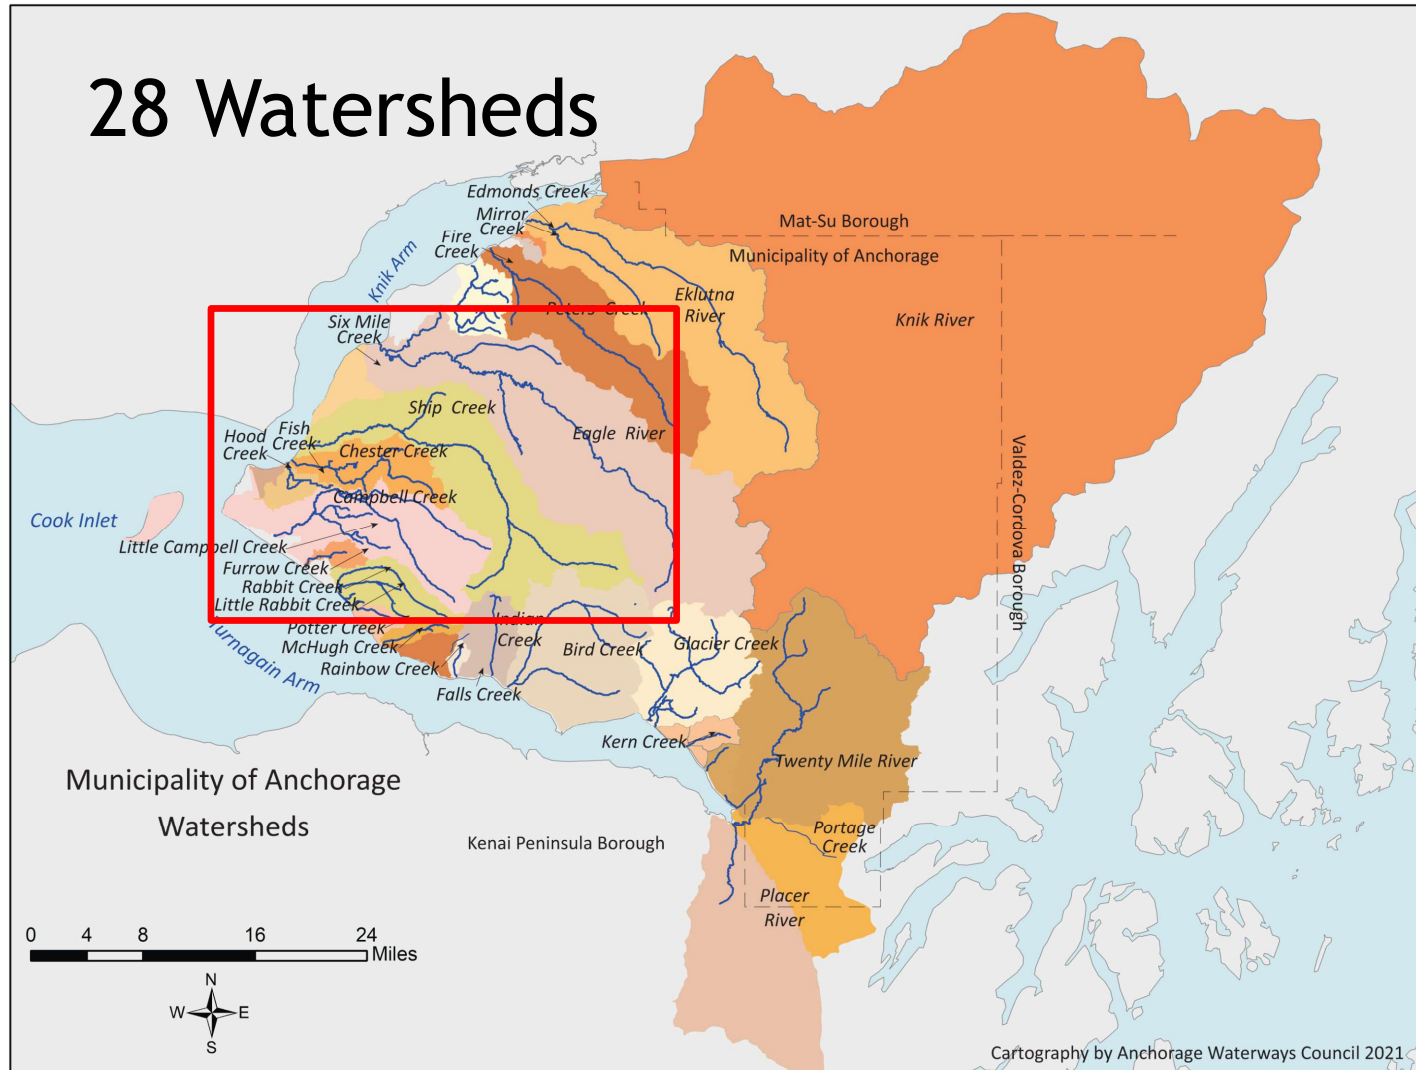 28 Watersheds
Edmonds Creek
Mirror
Creek
Fire
Creek
Knik Arm
Mat-Su Borough
Municipality of Anchorage
Peters Creek
Eklutna
River
Knik River
Six Mile
Creek
Ship Creek
Eagle River
Hood
Creek
Fish
Creek
Chester Creek
Campbell Creek
Cook Inlet
Little Campbell Creek
Furrow Creek
Rabbit Creek
Little Rabbit Creek
Potter Creek
McHugh Creek
Rainbow Creek
Falls Creek
Turnagain Arm
Indian
Creek
Bird Creek
Glacier Creek
Valdez-Cordova Borough
Kern Creek
Twenty Mile River
Portage
Creek
Placer
River
Kenai Peninsula Borough
Municipality of Anchorage
Watersheds
0 4 8 16 24
Miles
N
W E
S
Cartography by Anchorage Waterways Council 2021